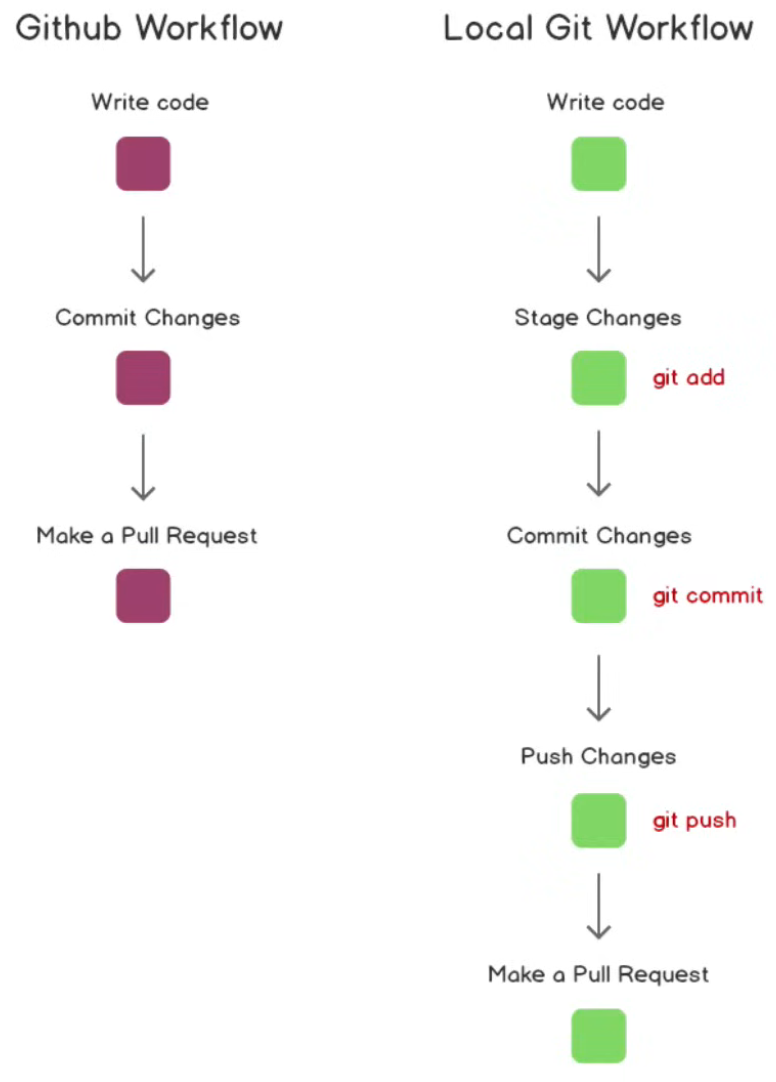 Github Workflow
Write code
Commit Changes
Make a Pull Request
Local Git Workflow
Write code
Stage Changes
git add
Commit Changes
git commit
Push Changes
git push
Make a Pull Request